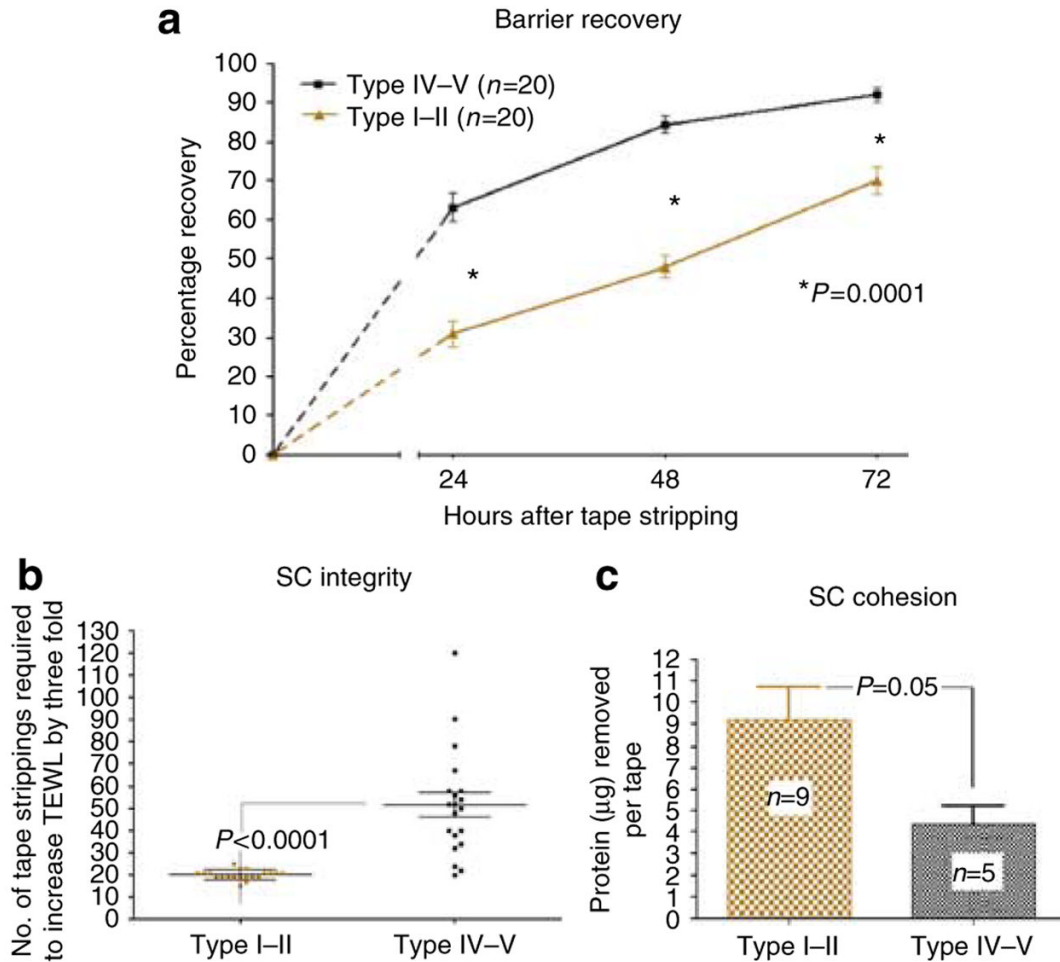 a
Barrier recovery
Percentage recovery
100
90
80
70
60
50
40
30
20
10
0
Type IV–V (n=20)
Type I–II (n=20)
*
*
*
*P=0.0001
24
48
72
Hours after tape stripping
b
SC integrity
No. of tape strippings required
to increase TEWL by three fold
130
120
110
100
90
80
70
60
50
40
30
20
10
0
P<0.0001
Type I–II
Type IV–V
c
SC cohesion
Protein (μg) removed
per tape
12
11
10
9
8
7
6
5
4
3
2
1
0
P=0.05
n=9
n=5
Type I–II
Type IV–V